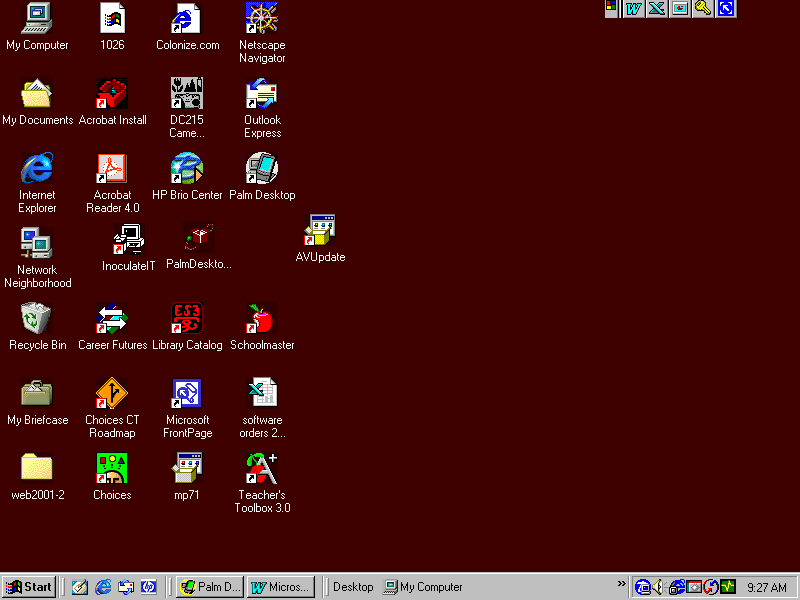 My Computer
1026
Colonize.com
Netscape
Navigator
My Documents
Acrobat Install
DC215
Came...
Outlook
Express
Internet
Explorer
Acrobat
Reader 4.0
HP Brio Center
Palm Desktop
Network
Neighborhood
InoculateIT
PalmDeskto...
AVUpdate
Recycle Bin
Career Futures
Library Catalog
Schoolmaster
My Briefcase
Choices CT
Roadmap
Microsoft
FrontPage
software
orders 2...
web2001-2
Choices
mp71
Teacher's
Toolbox 3.0
Start
Palm D...
Micros...
Desktop
My Computer
9:27 AM